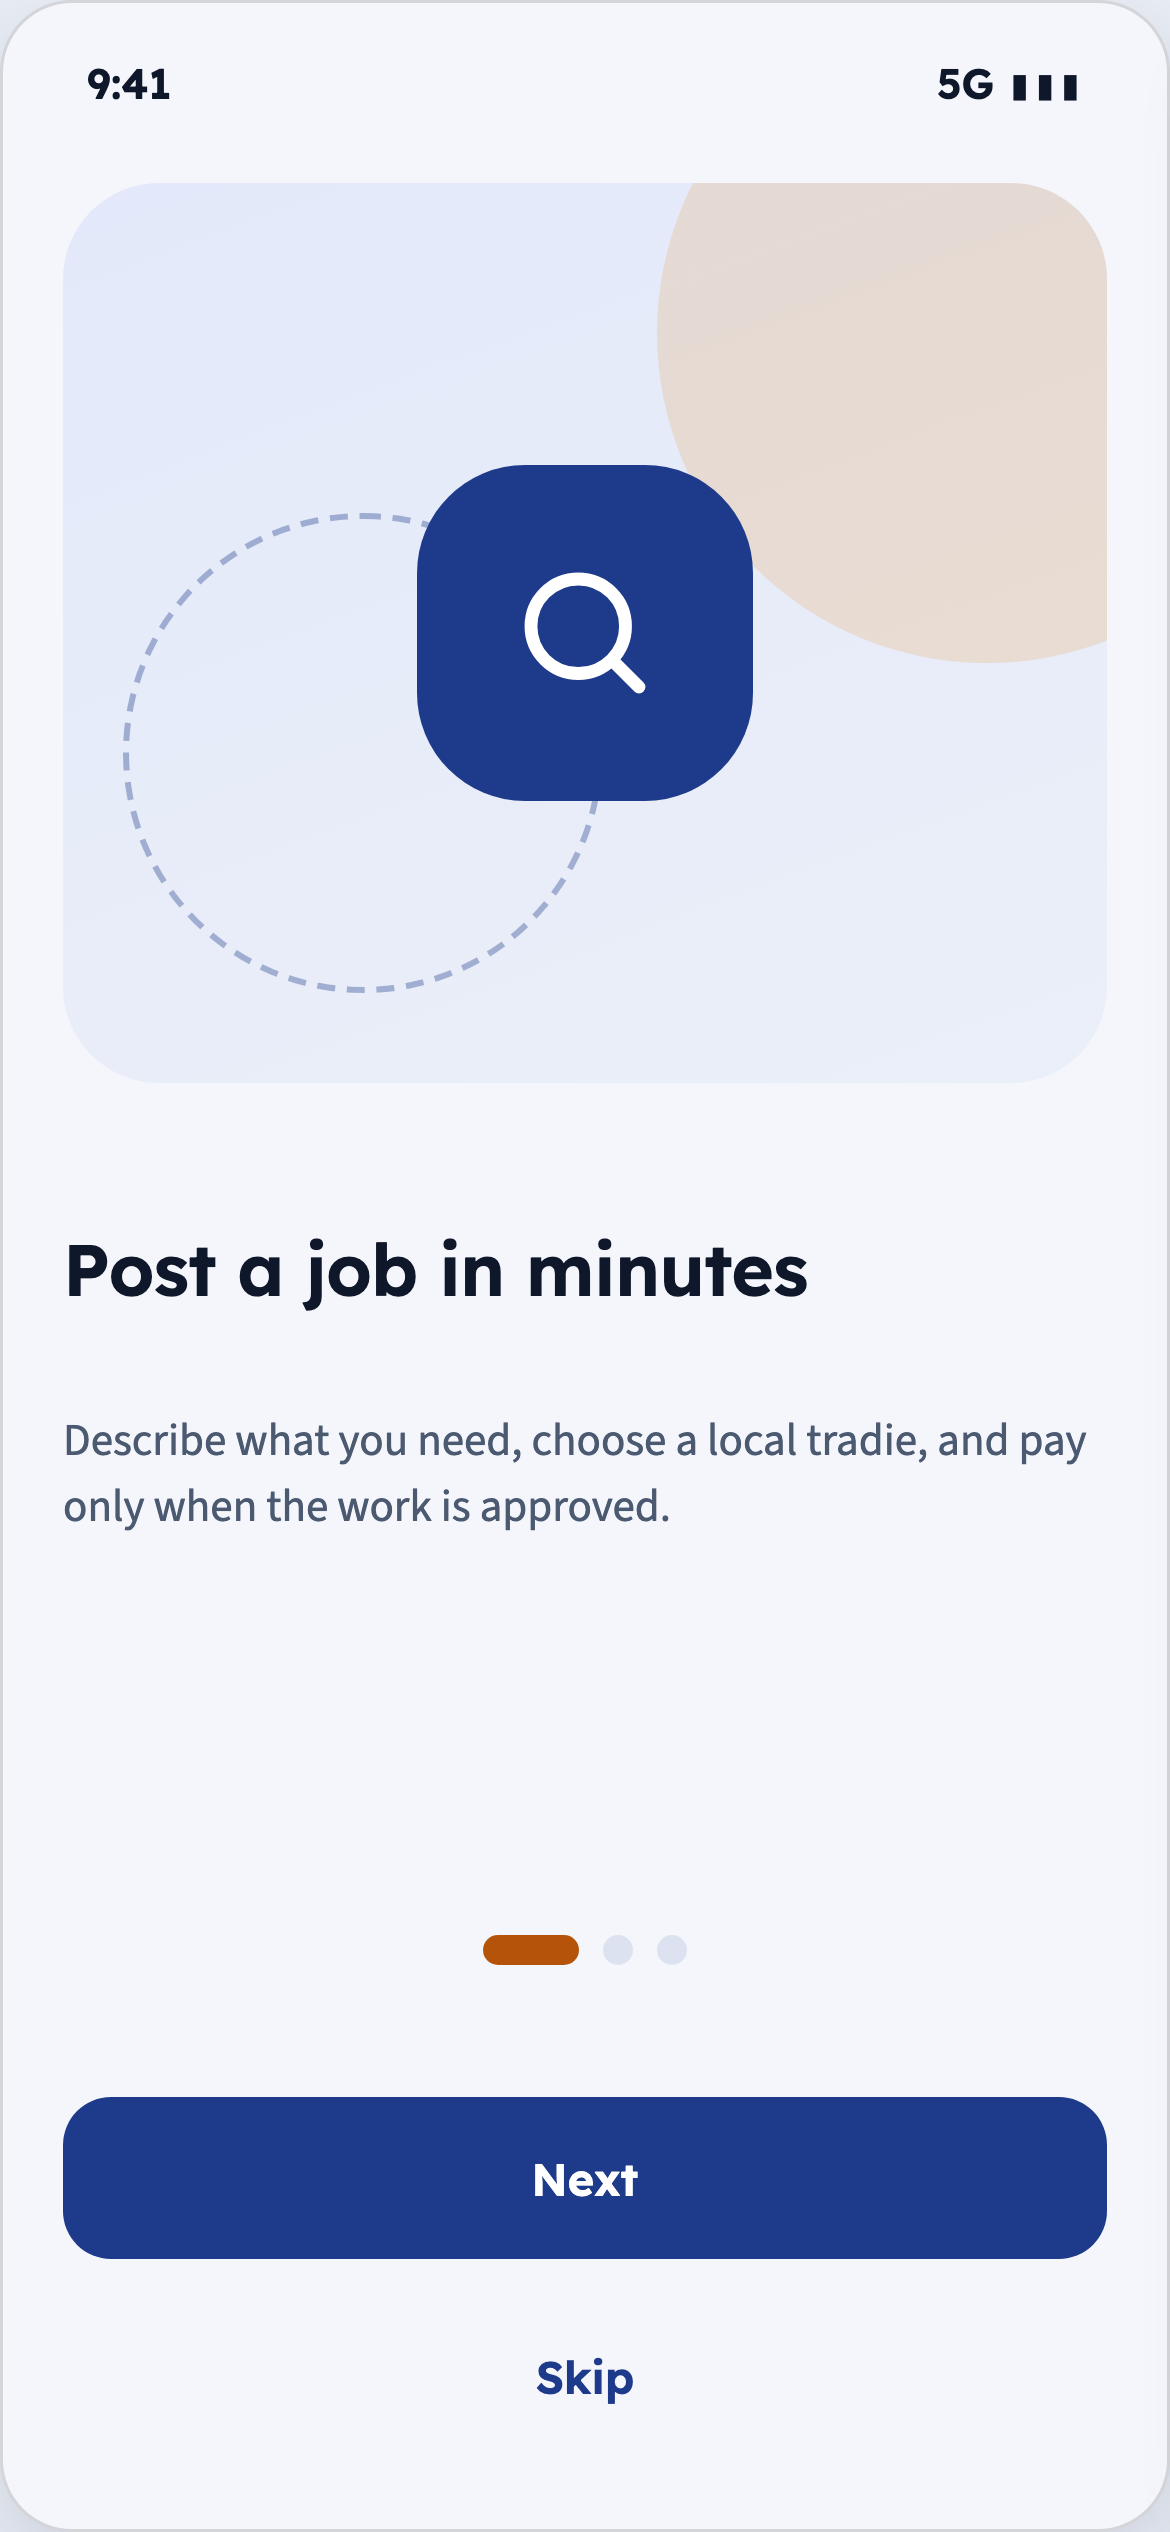 9:41
5G
Post a job in minutes
Describe what you need, choose a local tradie, and pay
only when the work is approved.
Next
Skip